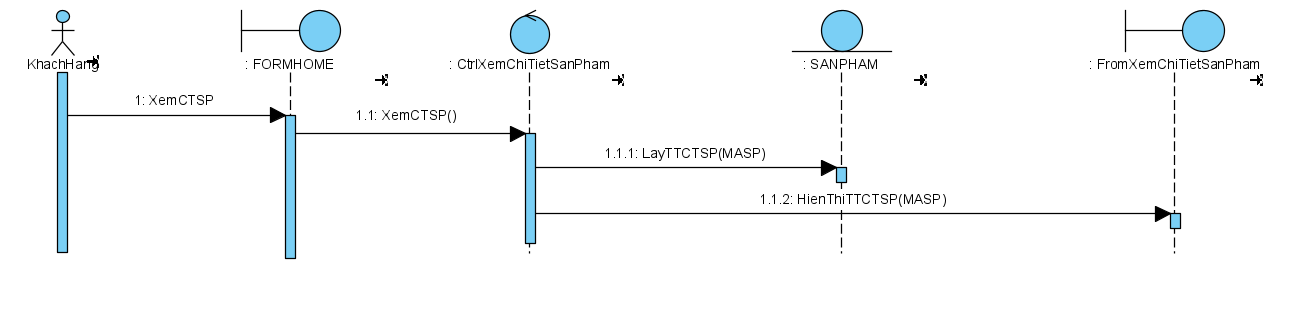 KhachHang
: FORMHOME
: CtrlXemChiTietSanPham
: SANPHAM
: FromXemChiTietSanPham
1: XemCTSP
1.1: XemCTSP()
1.1.1: LayTTCTSP(MASP)
1.1.2: HienThiTTCTSP(MASP)